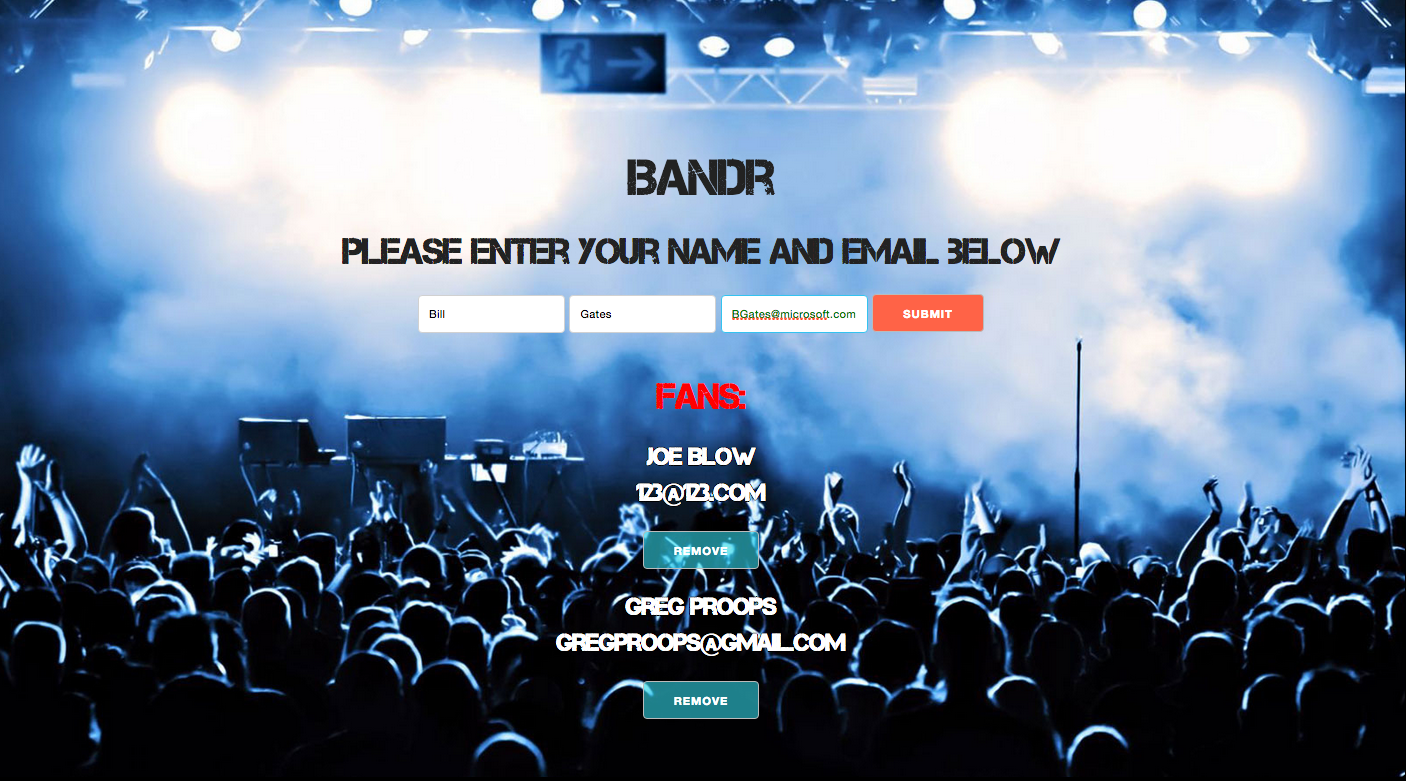 BANDR
PLEASE ENTER YOUR NAME AND EMAIL BELOW
Bill Gates BGates@microsoft.com SUBMIT
FANS:
JOE BLOW
123@123.COM
REMOVE
GREG PROOPS
GREGPROOPS@GMAIL.COM
REMOVE